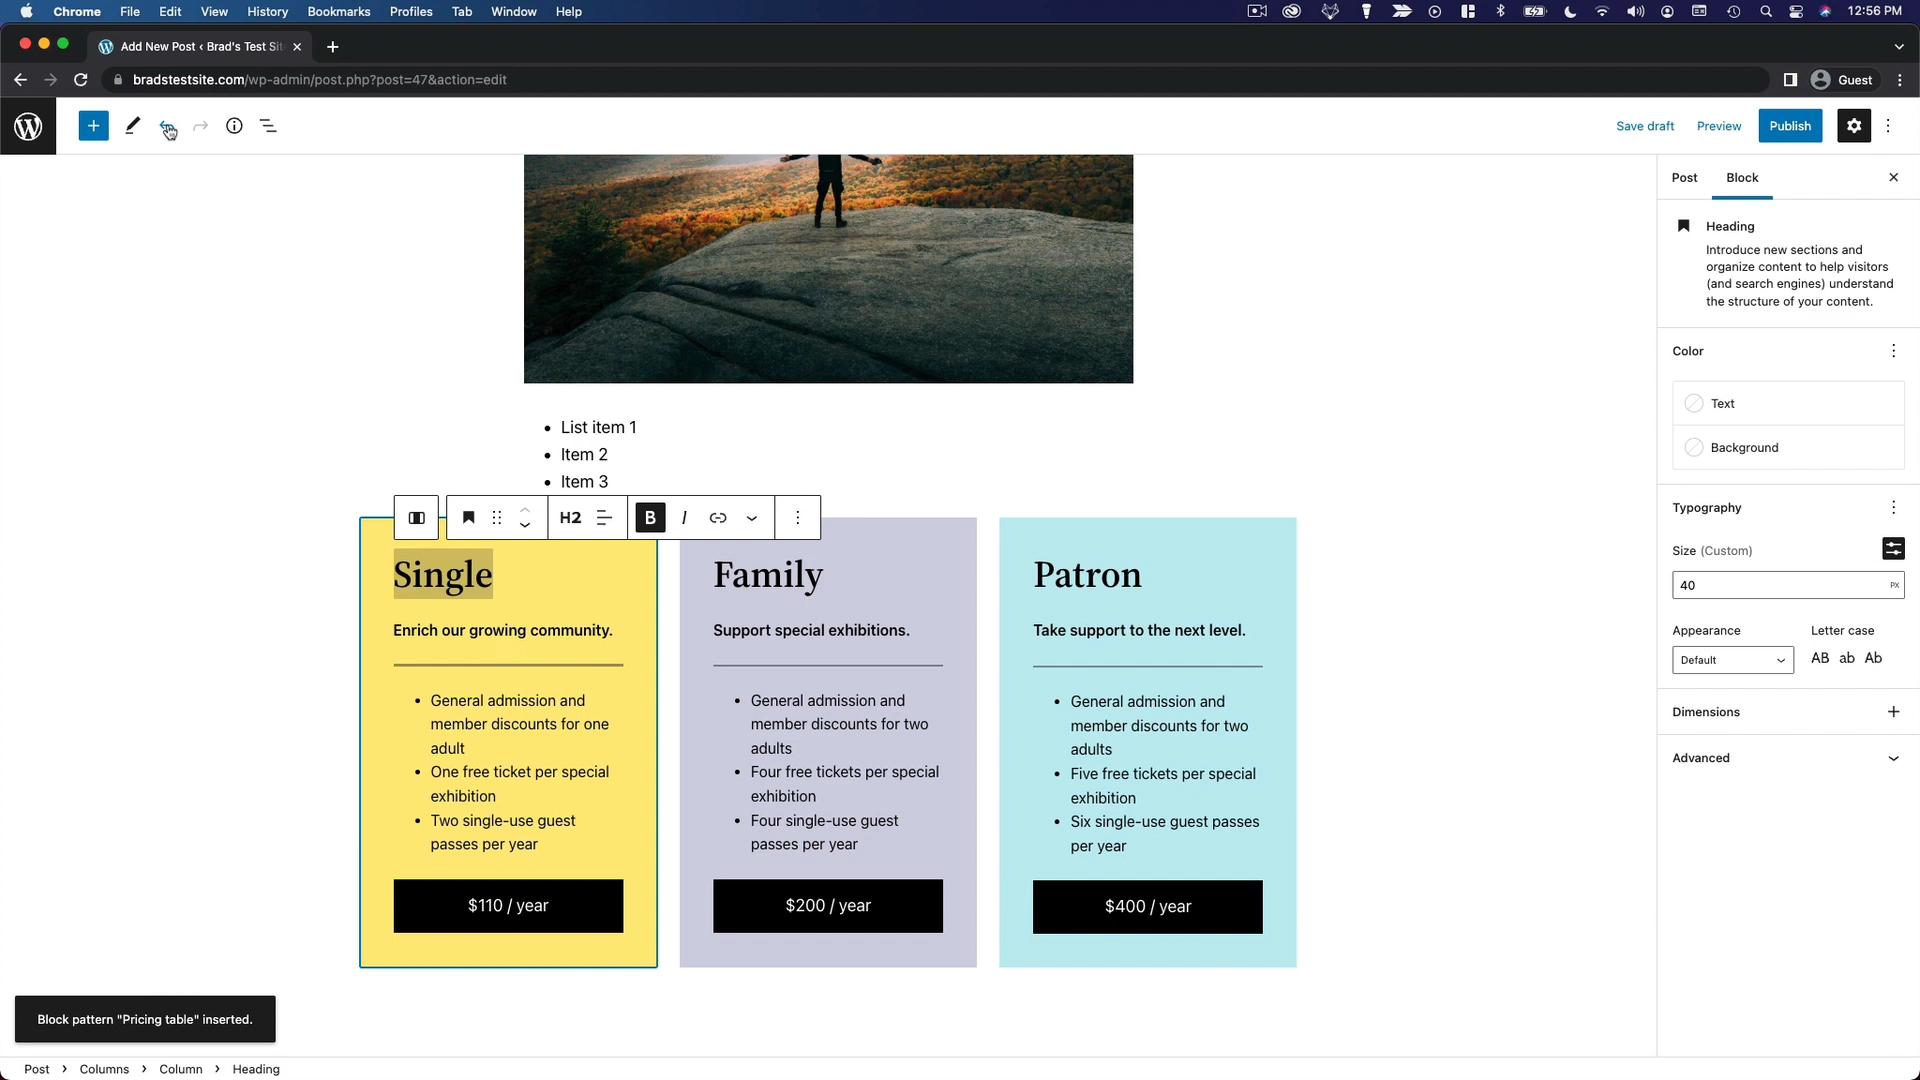 Chrome File Edit View History Bookmarks Profiles Tab Window Help 12:56 PM
Add New Post ‹ Brad's Test Sit
bradstestsite.com/wp-admin/post.php?post=47&action=edit Guest
Save draft Preview Publish
Post Block
Heading
Introduce new sections and
organize content to help visitors
(and search engines) understand
the structure of your content.
Color
Text
Background
Typography
Size (Custom)
40 PX
Appearance Letter case
Default AB ab Ab
Dimensions
Advanced
List item 1
Item 2
Item 3
H2 B I
Single
Enrich our growing community.
General admission and
member discounts for one
adult
One free ticket per special
exhibition
Two single-use guest
passes per year
$110 / year
Family
Support special exhibitions.
General admission and
member discounts for two
adults
Four free tickets per special
exhibition
Four single-use guest
passes per year
$200 / year
Patron
Take support to the next level.
General admission and
member discounts for two
adults
Five free tickets per special
exhibition
Six single-use guest passes
per year
$400 / year
Block pattern "Pricing table" inserted.
Post › Columns › Column › Heading